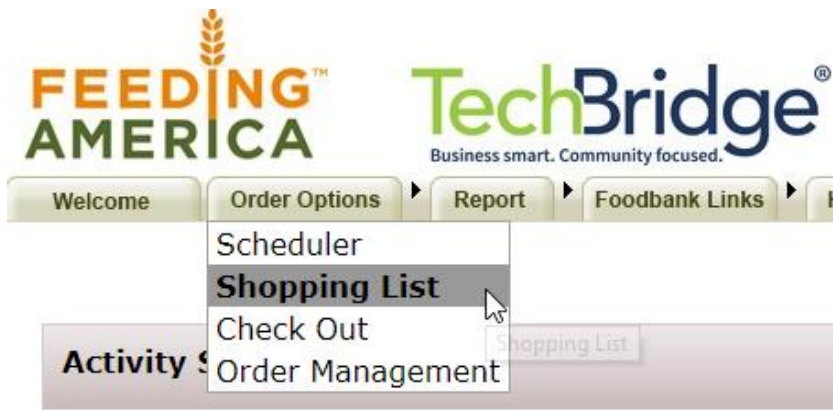 FEEDING™
AMERICA
TechBridge®
Business smart. Community focused.
Welcome
Order Options
Report
Foodbank Links
Scheduler
Shopping List
Check Out
Shopping List
Activity
Order Management